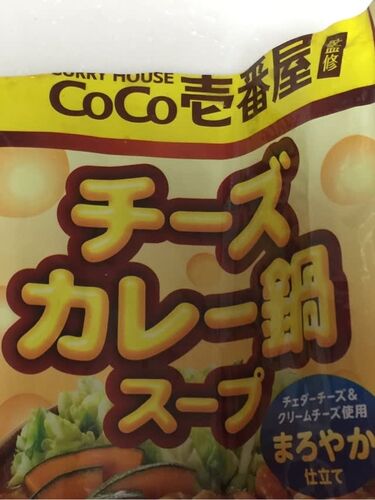 CURRY HOUSE
CoCo壱番屋
監修
チーズ
カレー鍋
スープ
チェダーチーズ&
クリームチーズ使用
まろやか
仕立て